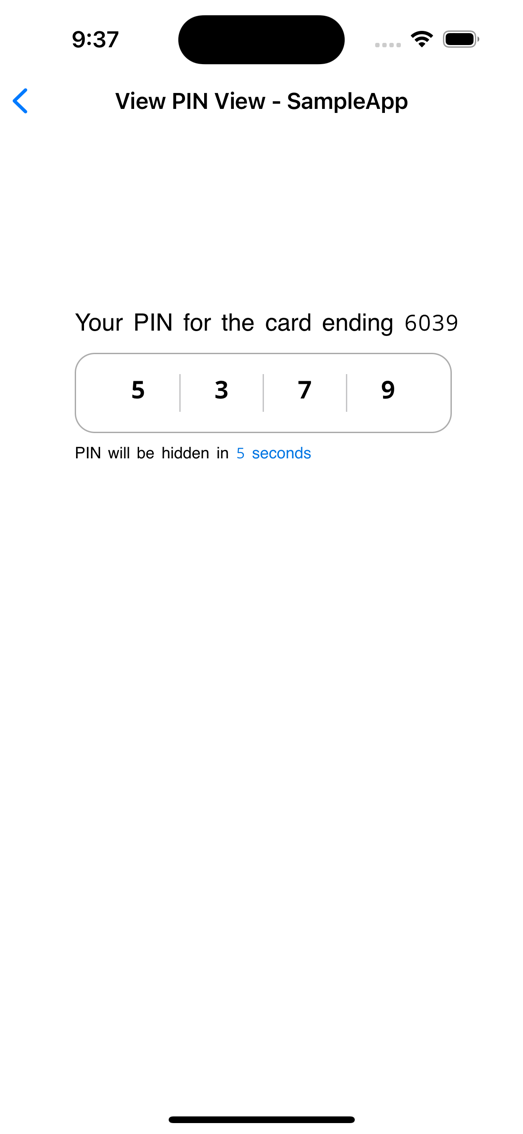 9:37
View PIN View - SampleApp
Your PIN for the card ending 6039
5 3 7 9
PIN will be hidden in 5 seconds